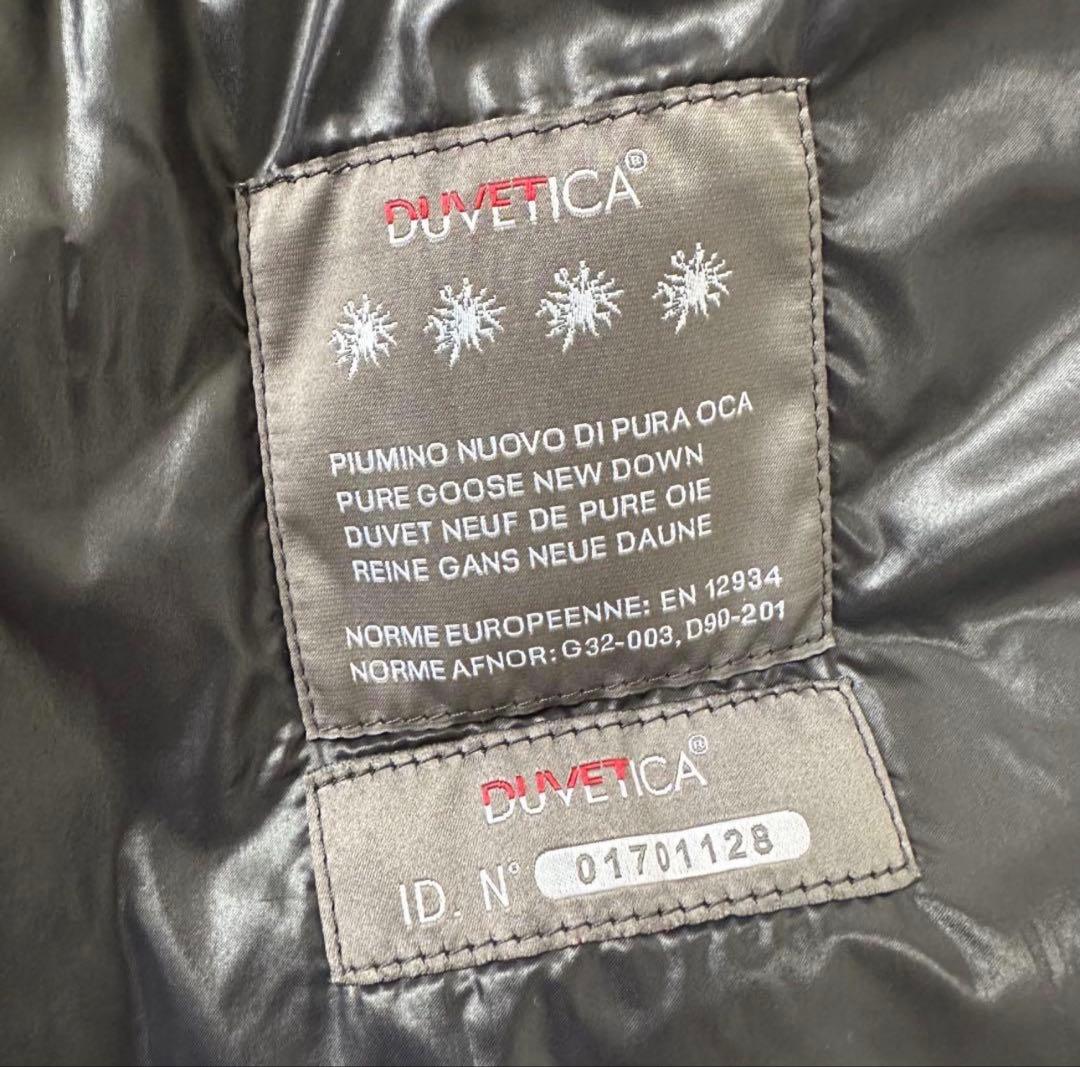 DUVETICA®
PIUMINO NUOVO DI PURA OCA
PURE GOOSE NEW DOWN
DUVET NEUF DE PURE OIE
REINE GANS NEUE DAUNE
NORME EUROPEENNE: EN 12934
NORME AFNOR: G32-003, D90-201
DUVETICA®
ID. N° 01701128